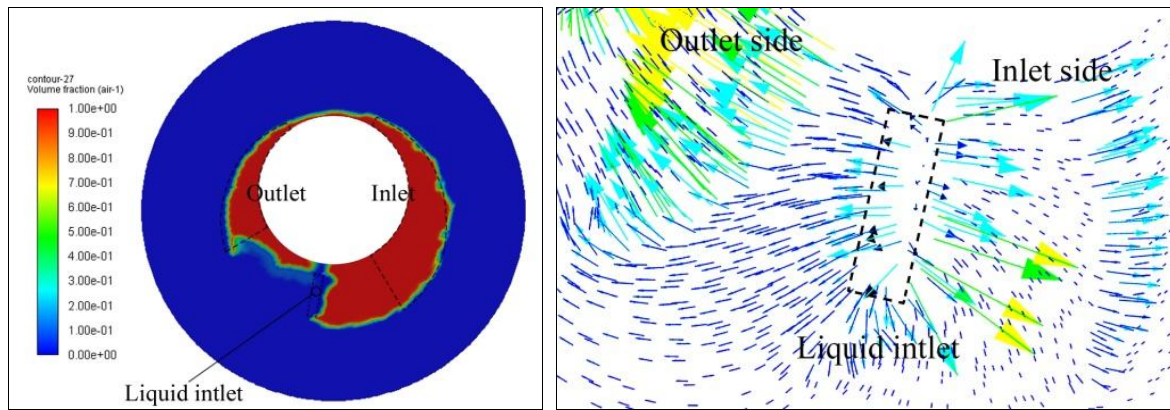 contour-27
Volume fraction (air-1)
1.00e+00
9.00e-01
8.00e-01
7.00e-01
6.00e-01
5.00e-01
4.00e-01
3.00e-01
2.00e-01
1.00e-01
0.00e+00
Outlet
Inlet
Liquid intlet
Outlet side
Inlet side
Liquid intlet